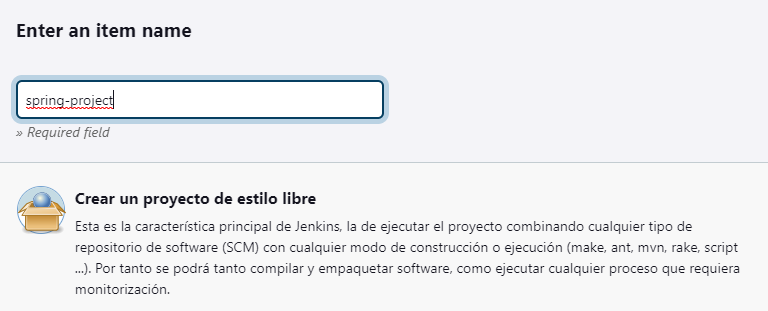 Enter an item name
spring-project
» Required field
Crear un proyecto de estilo libre
Esta es la característica principal de Jenkins, la de ejecutar el proyecto combinando cualquier tipo de
repositorio de software (SCM) con cualquier modo de construcción o ejecución (make, ant, mvn, rake, script
...). Por tanto se podrá tanto compilar y empaquetar software, como ejecutar cualquier proceso que requiera
monitorización.